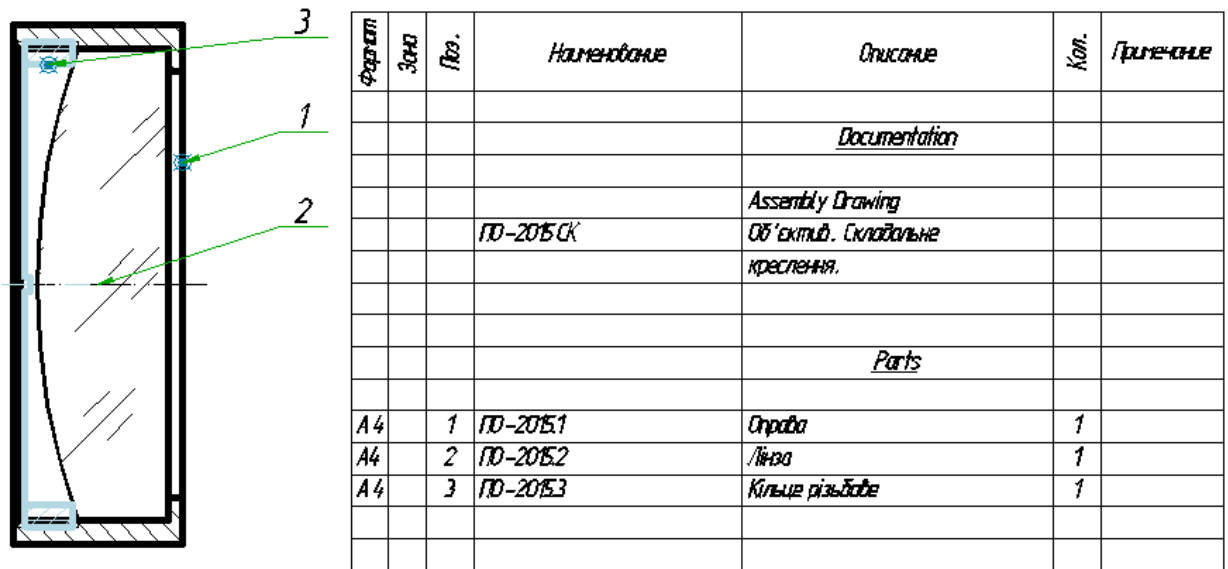 3
1
2
Формат Зона Поз. Наименование Описание Кол. Примечание
Documentation
Assembly Drawing
ПО-2015 СК Об'єктив. Складальне
креслення.
Parts
А4 1 ПО-2015.1 Оправа 1
А4 2 ПО-2015.2 Лінза 1
А4 3 ПО-2015.3 Кільце різьбове 1